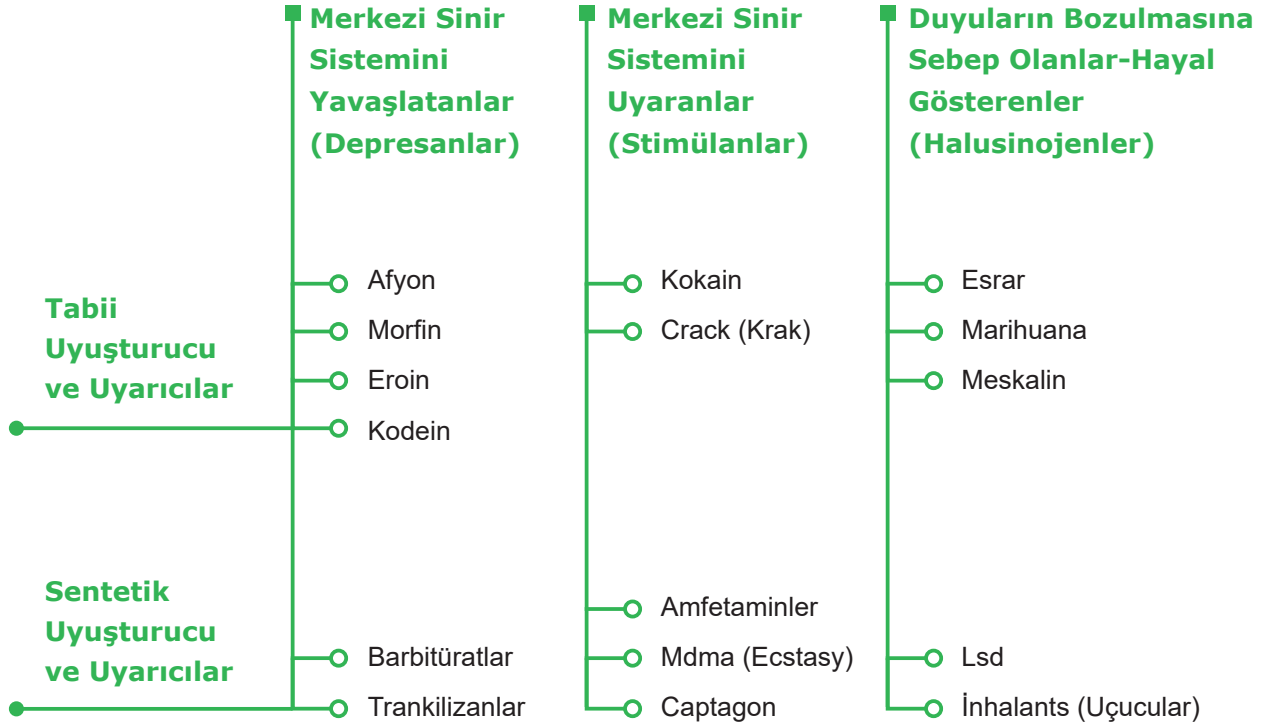 Merkezi Sinir
Sistemini
Yavaşlatanlar
(Depresanlar)
Merkezi Sinir
Sistemini
Uyaranlar
(Stimülanlar)
Duyuların Bozulmasına
Sebep Olanlar-Hayal
Gösterenler
(Halusinojenler)
Tabii
Uyuşturucu
ve Uyarıcılar
Afyon
Morfin
Eroin
Kodein
Kokain
Crack (Krak)
Esrar
Marihuana
Meskalin
Sentetik
Uyuşturucu
ve Uyarıcılar
Barbitüratlar
Trankilizanlar
Amfetaminler
Mdma (Ecstasy)
Captagon
Lsd
İnhalants (Uçucular)